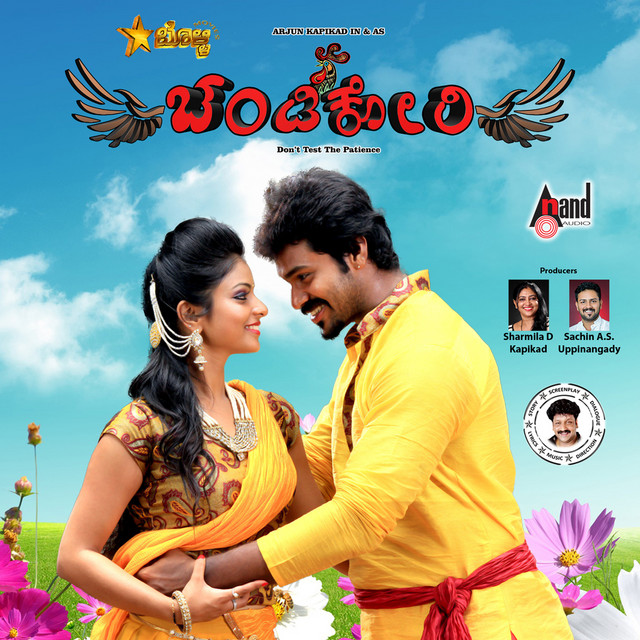 ಬೊಳ್ಳಿ
ARJUN KAPIKAD IN & AS
ಚಂಡಿಕೋರಿ
Don't Test The Patience
Anand
AUDIO
Producers
Sharmila D
Kapikad
Sachin A.S.
Uppinangady
STORY SCREENPLAY DIALOGUE
LYRICS MUSIC DIRECTION